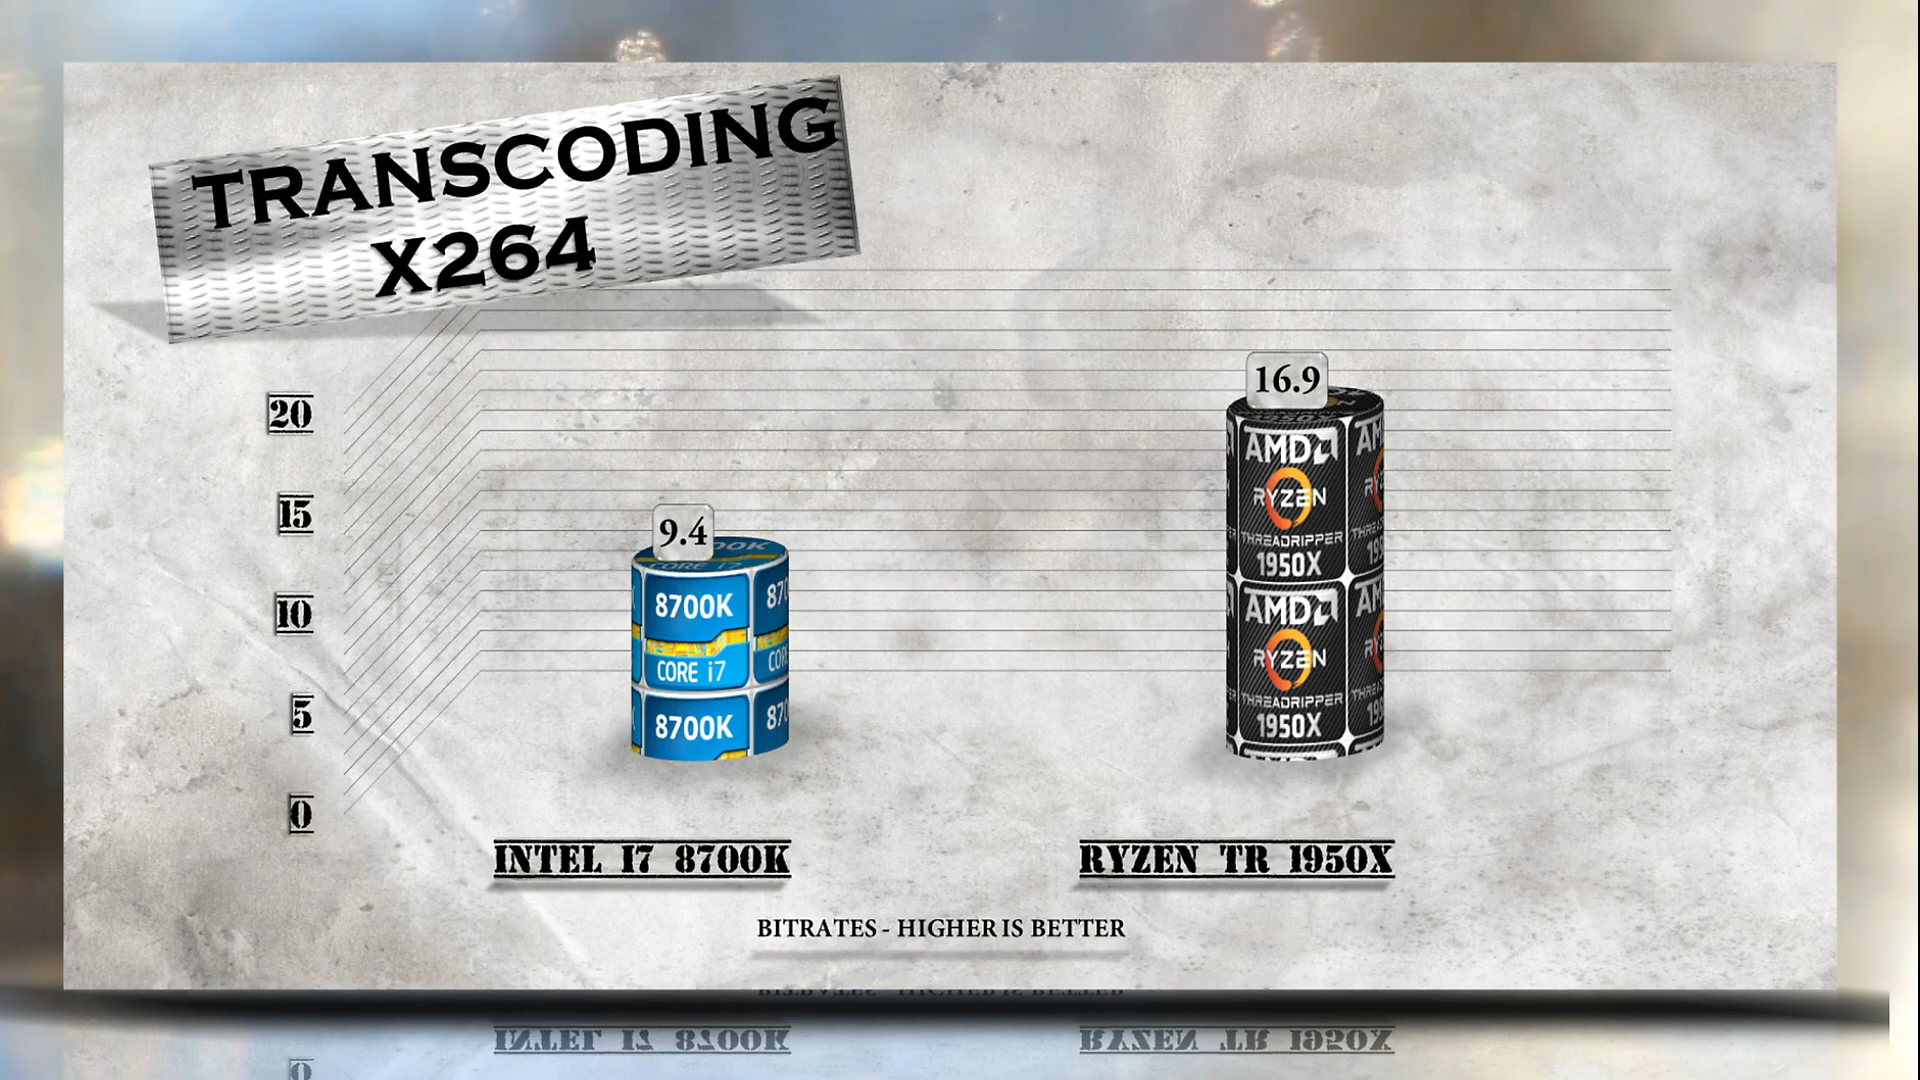 TRANSCODING
X264
20
15
10
5
0
9.4
8700K
CORE i7
8700K
16.9
AMD
RYZEN
THREADRIPPER
1950X
AMD
RYZEN
THREADRIPPER
1950X
INTEL I7 8700K
RYZEN TR 1950X
BITRATES - HIGHER IS BETTER